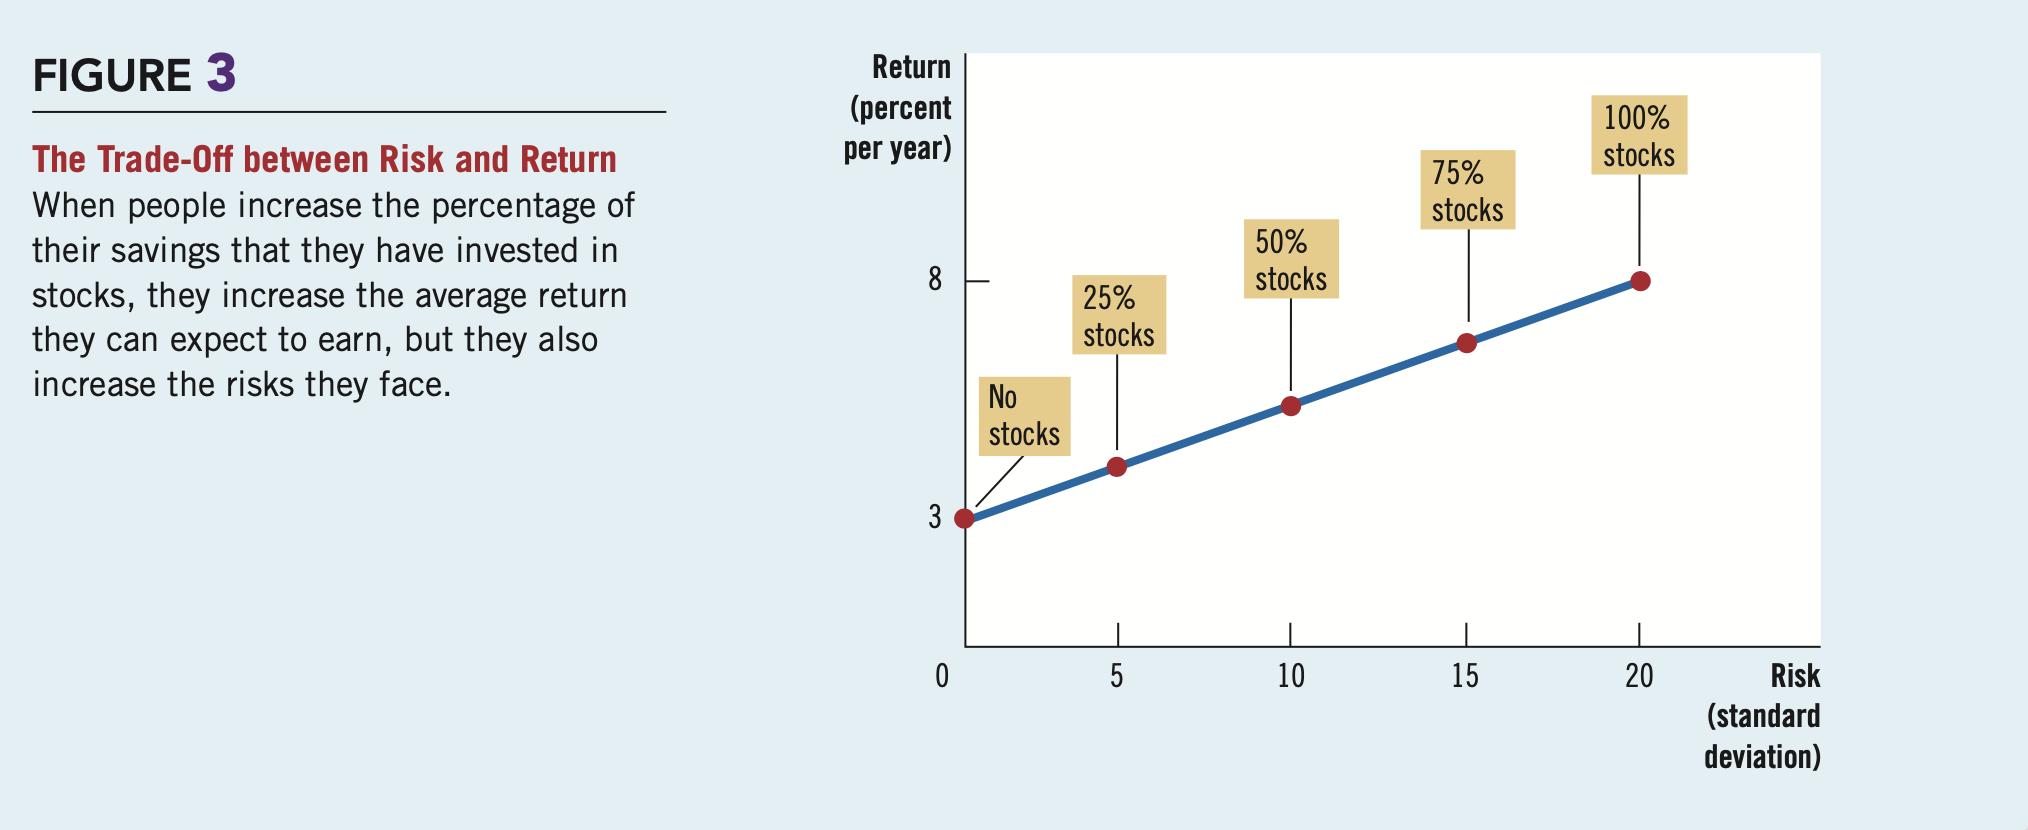 FIGURE 3
The Trade-Off between Risk and Return
When people increase the percentage of
their savings that they have invested in
stocks, they increase the average return
they can expect to earn, but they also
increase the risks they face.
Return
(percent
per year)
100%
stocks
75%
stocks
50%
stocks
8
25%
stocks
No
stocks
3
0 5 10 15 20 Risk
(standard
deviation)